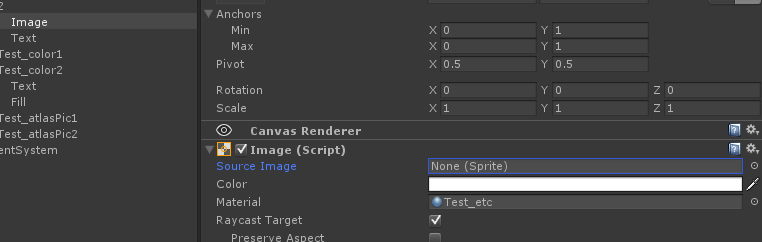 2
Image
Text
Test_color1
Test_color2
Text
Fill
Test_atlasPic1
Test_atlasPic2
entSystem
Anchors
Min X 0 Y 1
Max X 0 Y 1
Pivot X 0.5 Y 0.5
Rotation X 0 Y 0 Z 0
Scale X 1 Y 1 Z 1
Canvas Renderer
Image (Script)
Source Image None (Sprite)
Color
Material Test_etc
Raycast Target
Preserve Aspect